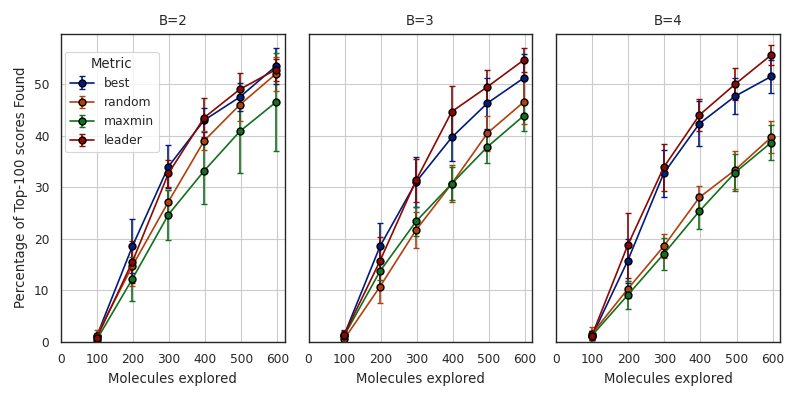 B=2 B=3 B=4
Percentage of Top-100 scores Found
Metric
best
random
maxmin
leader
50
40
30
20
10
0
0 100 200 300 400 500 600
0 100 200 300 400 500 600
0 100 200 300 400 500 600
Molecules explored Molecules explored Molecules explored